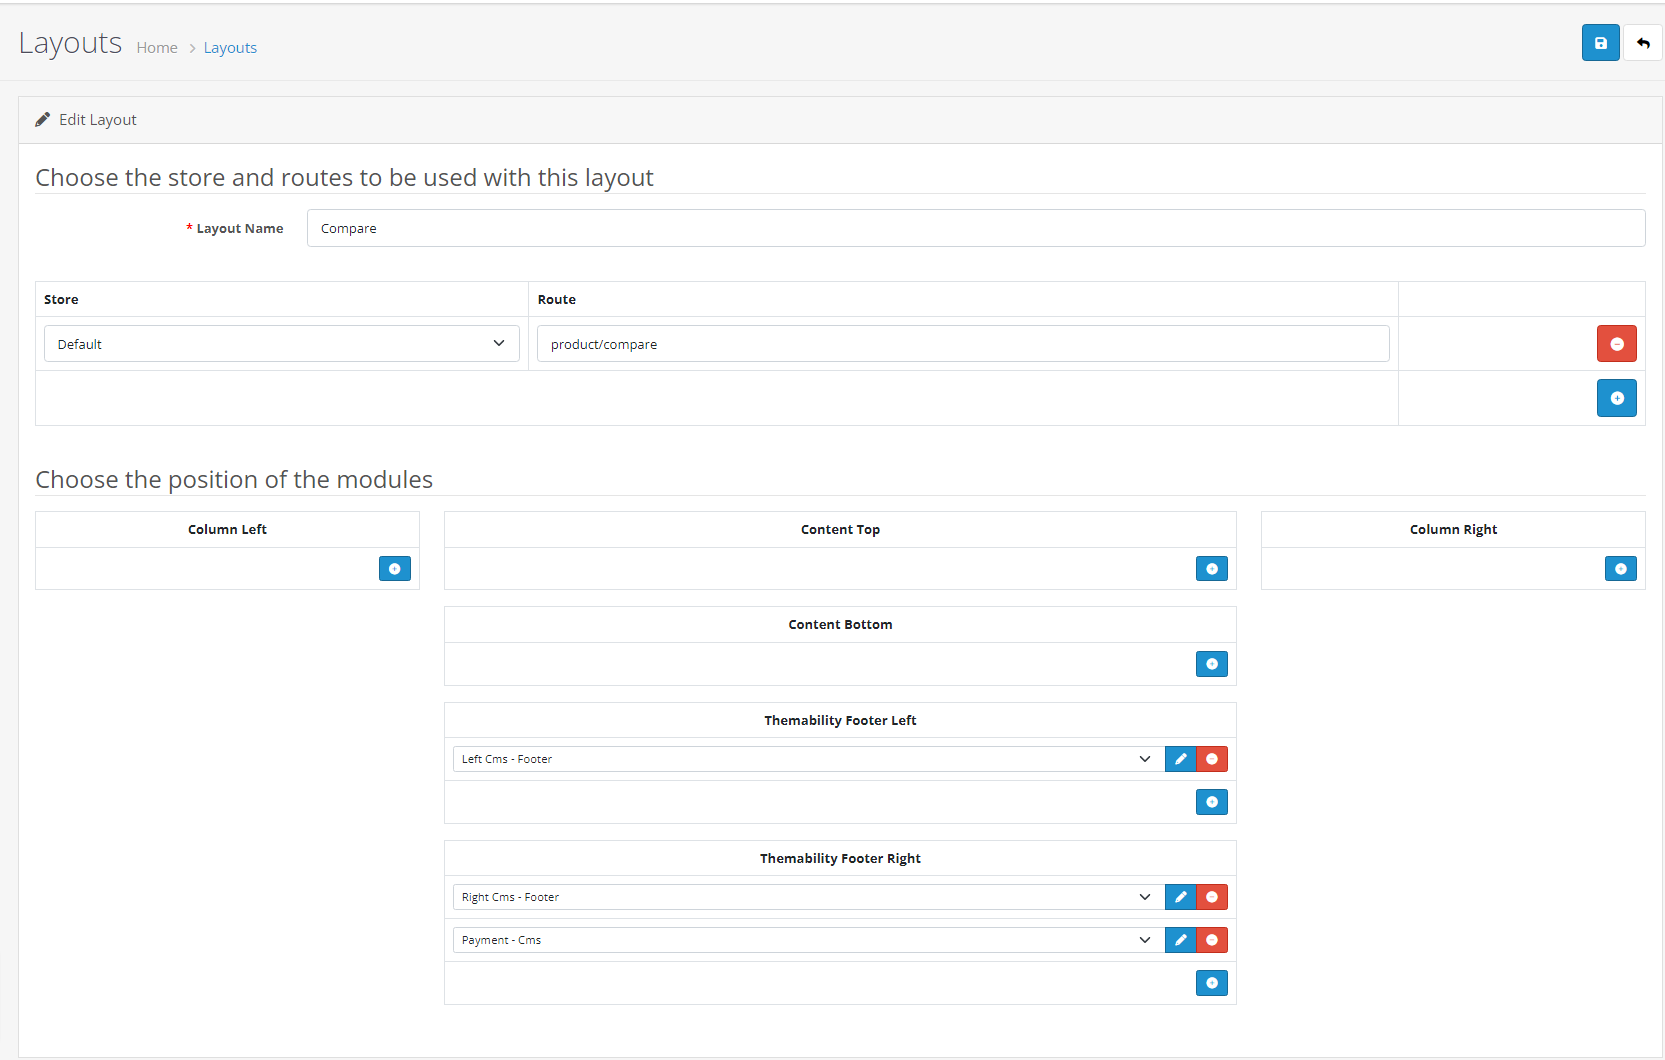 Layouts Home > Layouts
Edit Layout
Choose the store and routes to be used with this layout
* Layout Name Compare
Store Route
Default product/compare
Choose the position of the modules
Column Left Content Top Column Right
Content Bottom
Themability Footer Left
Left Cms - Footer
Themability Footer Right
Right Cms - Footer
Payment - Cms